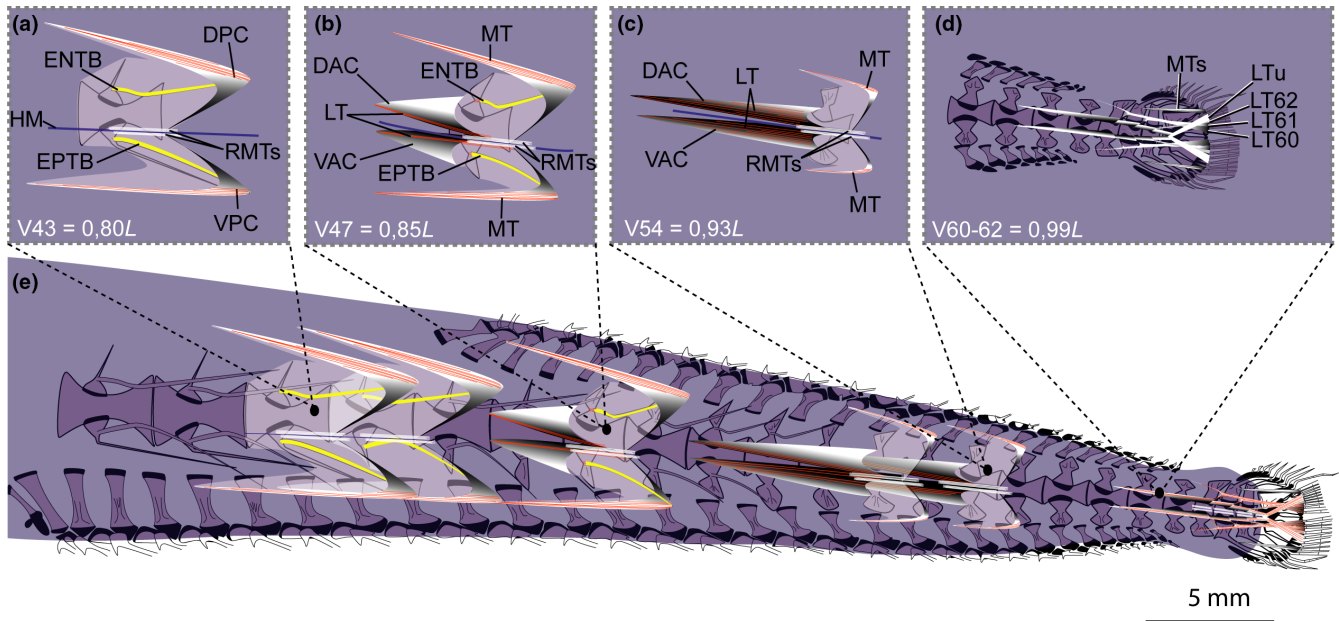 (a)
DPC
ENTB
HM
EPTB
RMTs
VPC
V43 = 0,80L
(b)
MT
DAC
ENTB
LT
VAC
EPTB
RMTs
MT
V47 = 0,85L
(c)
MT
DAC
LT
VAC
RMTs
MT
V54 = 0,93L
(d)
MTs
LTu
LT62
LT61
LT60
V60-62 = 0,99L
(e)
5 mm